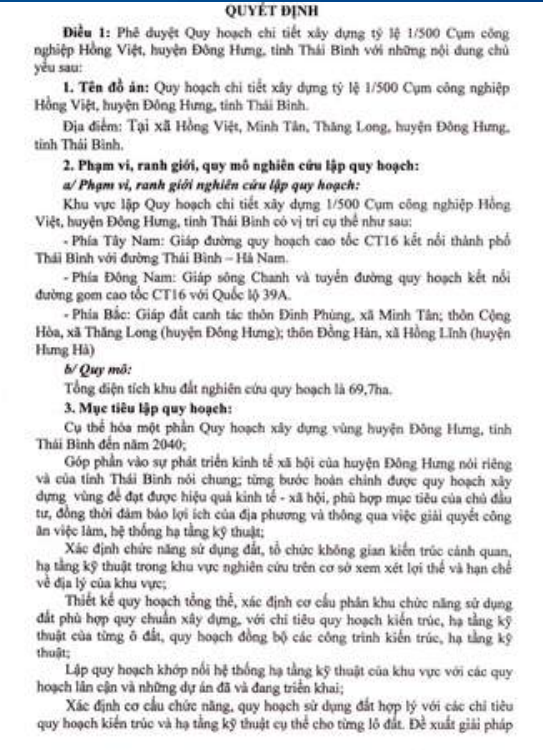 QUYẾT ĐỊNH
Điều 1: Phê duyệt Quy hoạch chi tiết xây dựng tỷ lệ 1/500 Cụm công
nghiệp Hồng Việt, huyện Đông Hưng, tỉnh Thái Bình với những nội dung chủ
yếu sau:
1. Tên đồ án: Quy hoạch chi tiết xây dựng tỷ lệ 1/500 Cụm công nghiệp
Hồng Việt, huyện Đông Hưng, tỉnh Thái Bình.
Địa điểm: Tại xã Hồng Việt, Minh Tân, Thăng Long, huyện Đông Hưng,
tỉnh Thái Bình.
2. Phạm vi, ranh giới, quy mô nghiên cứu lập quy hoạch:
a/ Phạm vi, ranh giới nghiên cứu lập quy hoạch:
Khu vực lập Quy hoạch chi tiết xây dựng 1/500 Cụm công nghiệp Hồng
Việt, huyện Đông Hưng, tỉnh Thái Bình có vị trí cụ thể như sau:
- Phía Tây Nam: Giáp đường quy hoạch cao tốc CT16 kết nối thành phố
Thái Bình với đường Thái Bình – Hà Nam.
- Phía Đông Nam: Giáp sông Chanh và tuyến đường quy hoạch kết nối
đường gom cao tốc CT16 với Quốc lộ 39A.
- Phía Bắc: Giáp đất canh tác thôn Đình Phùng, xã Minh Tân; thôn Cộng
Hòa, xã Thăng Long (huyện Đông Hưng); thôn Đồng Hàn, xã Hồng Lĩnh (huyện
Hưng Hà)
b/ Quy mô:
Tổng diện tích khu đất nghiên cứu quy hoạch là 69,7ha.
3. Mục tiêu lập quy hoạch:
Cụ thể hóa một phần Quy hoạch xây dựng vùng huyện Đông Hưng, tỉnh
Thái Bình đến năm 2040;
Góp phần vào sự phát triển kinh tế xã hội của huyện Đông Hưng nói riêng
và của tỉnh Thái Bình nói chung; từng bước hoàn chỉnh được quy hoạch xây
dựng vùng để đạt được hiệu quả kinh tế - xã hội, phù hợp mục tiêu của chủ đầu
tư, đồng thời đảm bảo lợi ích của địa phương và thông qua việc giải quyết công
ăn việc làm, hệ thống hạ tầng kỹ thuật;
Xác định chức năng sử dụng đất, tổ chức không gian kiến trúc cảnh quan,
hạ tầng kỹ thuật trong khu vực nghiên cứu trên cơ sở xem xét lợi thế và hạn chế
về địa lý của khu vực;
Thiết kế quy hoạch tổng thể, xác định cơ cấu phân khu chức năng sử dụng
đất phù hợp quy chuẩn xây dựng, với chỉ tiêu quy hoạch kiến trúc, hạ tầng kỹ
thuật của từng ô đất, quy hoạch đồng bộ các công trình kiến trúc, hạ tầng kỹ
thuật;
Lập quy hoạch khớp nối hệ thống hạ tầng kỹ thuật của khu vực với các quy
hoạch lân cận và những dự án đã và đang triển khai;
Xác định cơ cấu chức năng, quy hoạch sử dụng đất hợp lý với các chỉ tiêu
quy hoạch kiến trúc và hạ tầng kỹ thuật cụ thể cho từng lô đất. Đề xuất giải pháp